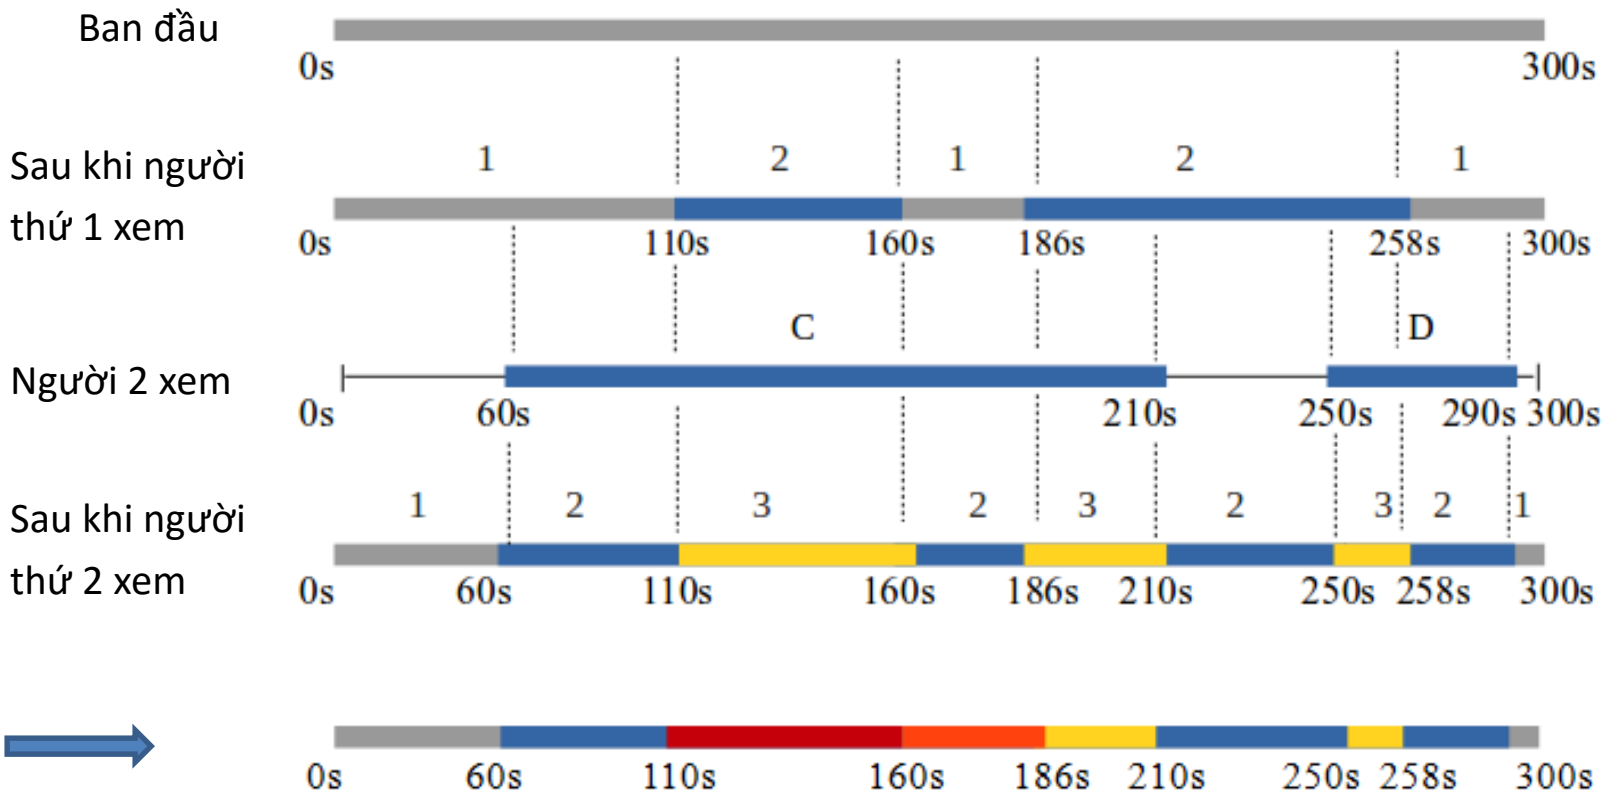 Ban đầu
0s 300s
1 2 1 2 1
Sau khi người
thứ 1 xem
0s 110s 160s 186s 258s 300s
C D
Người 2 xem
0s 60s 210s 250s 290s 300s
1 2 3 2 3 2 3 2 1
Sau khi người
thứ 2 xem
0s 60s 110s 160s 186s 210s 250s 258s 300s
0s 60s 110s 160s 186s 210s 250s 258s 300s